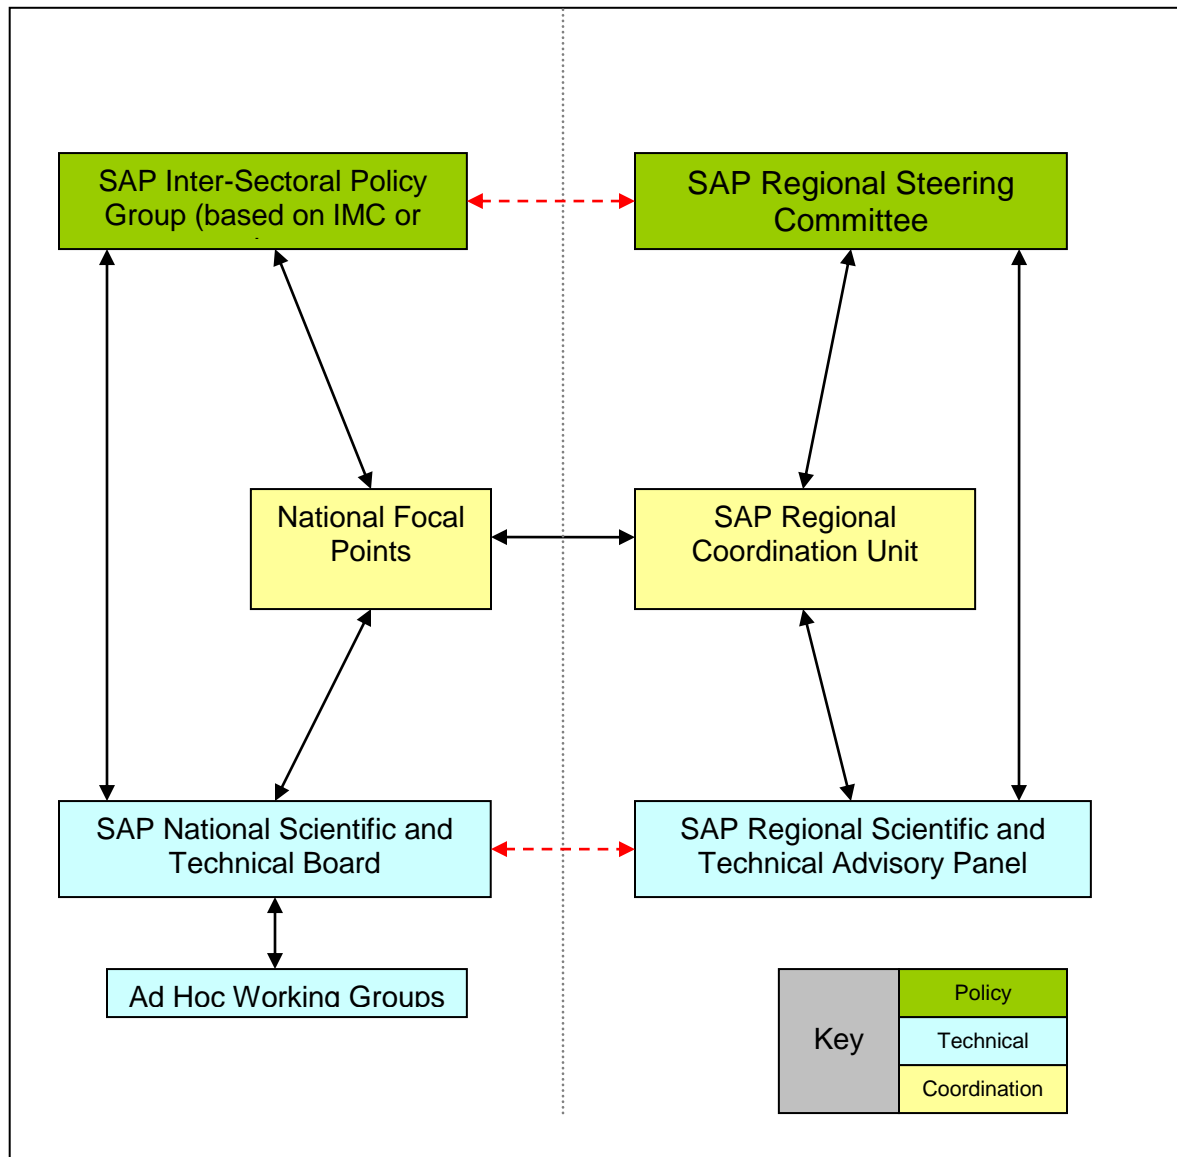 SAP Inter-Sectoral Policy
Group (based on IMC or
SAP Regional Steering
Committee
National Focal
Points
SAP Regional
Coordination Unit
SAP National Scientific and
Technical Board
SAP Regional Scientific and
Technical Advisory Panel
Ad Hoc Working Groups
Key
Policy
Technical
Coordination